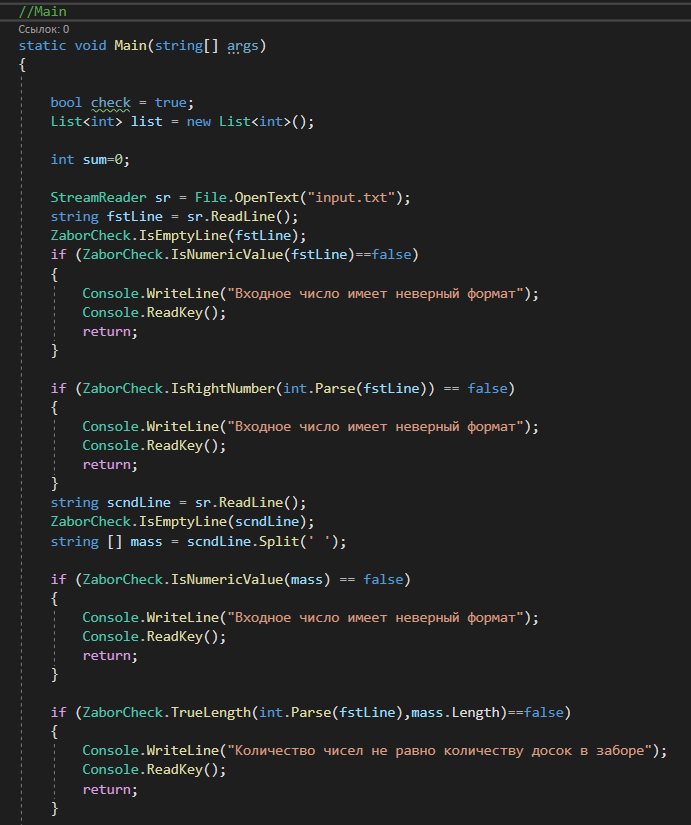 //Main
Ссылок: 0
static void Main(string[] args)
{
bool check = true;
List<int> list = new List<int>();
int sum=0;
StreamReader sr = File.OpenText("input.txt");
string fstLine = sr.ReadLine();
ZaborCheck.IsEmptyLine(fstLine);
if (ZaborCheck.IsNumericValue(fstLine)==false)
{
Console.WriteLine("Входное число имеет неверный формат");
Console.ReadKey();
return;
}
if (ZaborCheck.IsRightNumber(int.Parse(fstLine)) == false)
{
Console.WriteLine("Входное число имеет неверный формат");
Console.ReadKey();
return;
}
string scndLine = sr.ReadLine();
ZaborCheck.IsEmptyLine(scndLine);
string [] mass = scndLine.Split(' ');
if (ZaborCheck.IsNumericValue(mass) == false)
{
Console.WriteLine("Входное число имеет неверный формат");
Console.ReadKey();
return;
}
if (ZaborCheck.TrueLength(int.Parse(fstLine),mass.Length)==false)
{
Console.WriteLine("Количество чисел не равно количеству досок в заборе");
Console.ReadKey();
return;
}